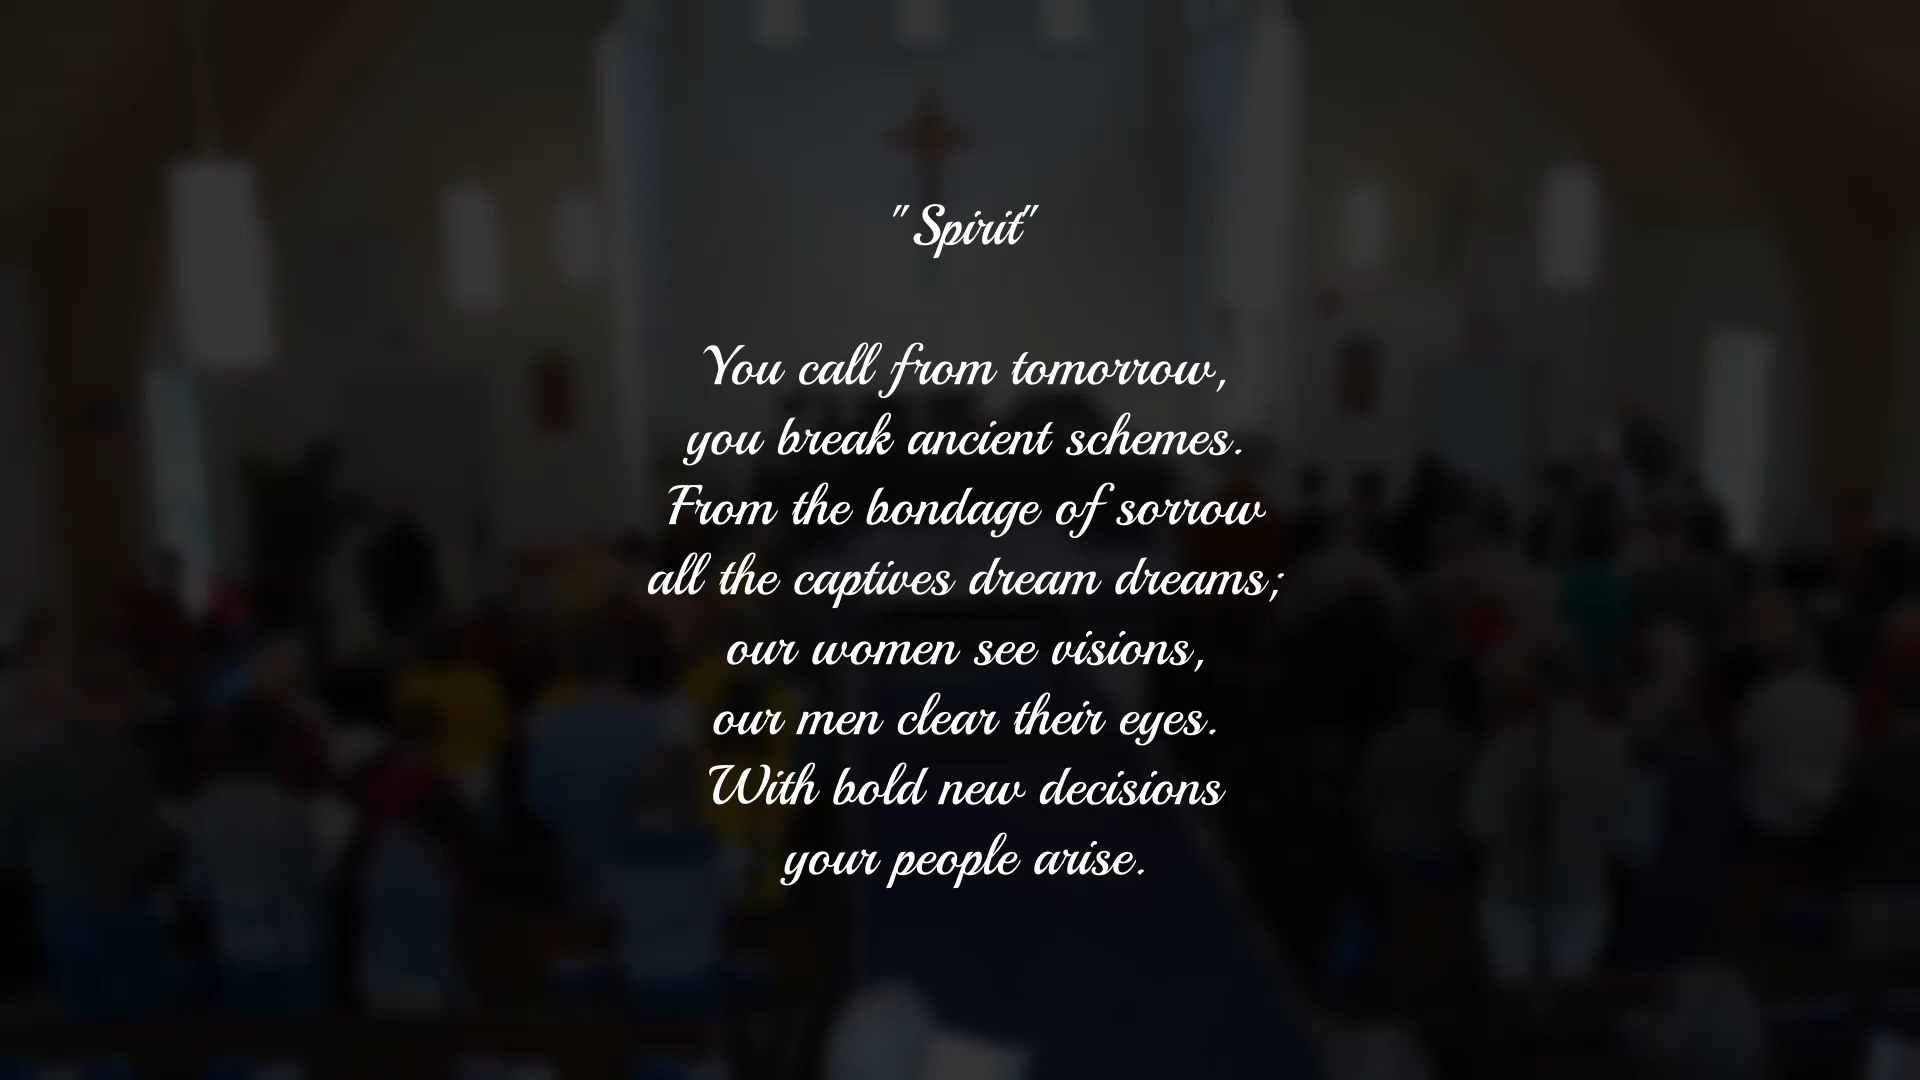 "Spirit"
You call from tomorrow,
you break ancient schemes.
From the bondage of sorrow
all the captives dream dreams;
our women see visions,
our men clear their eyes.
With bold new decisions
your people arise.